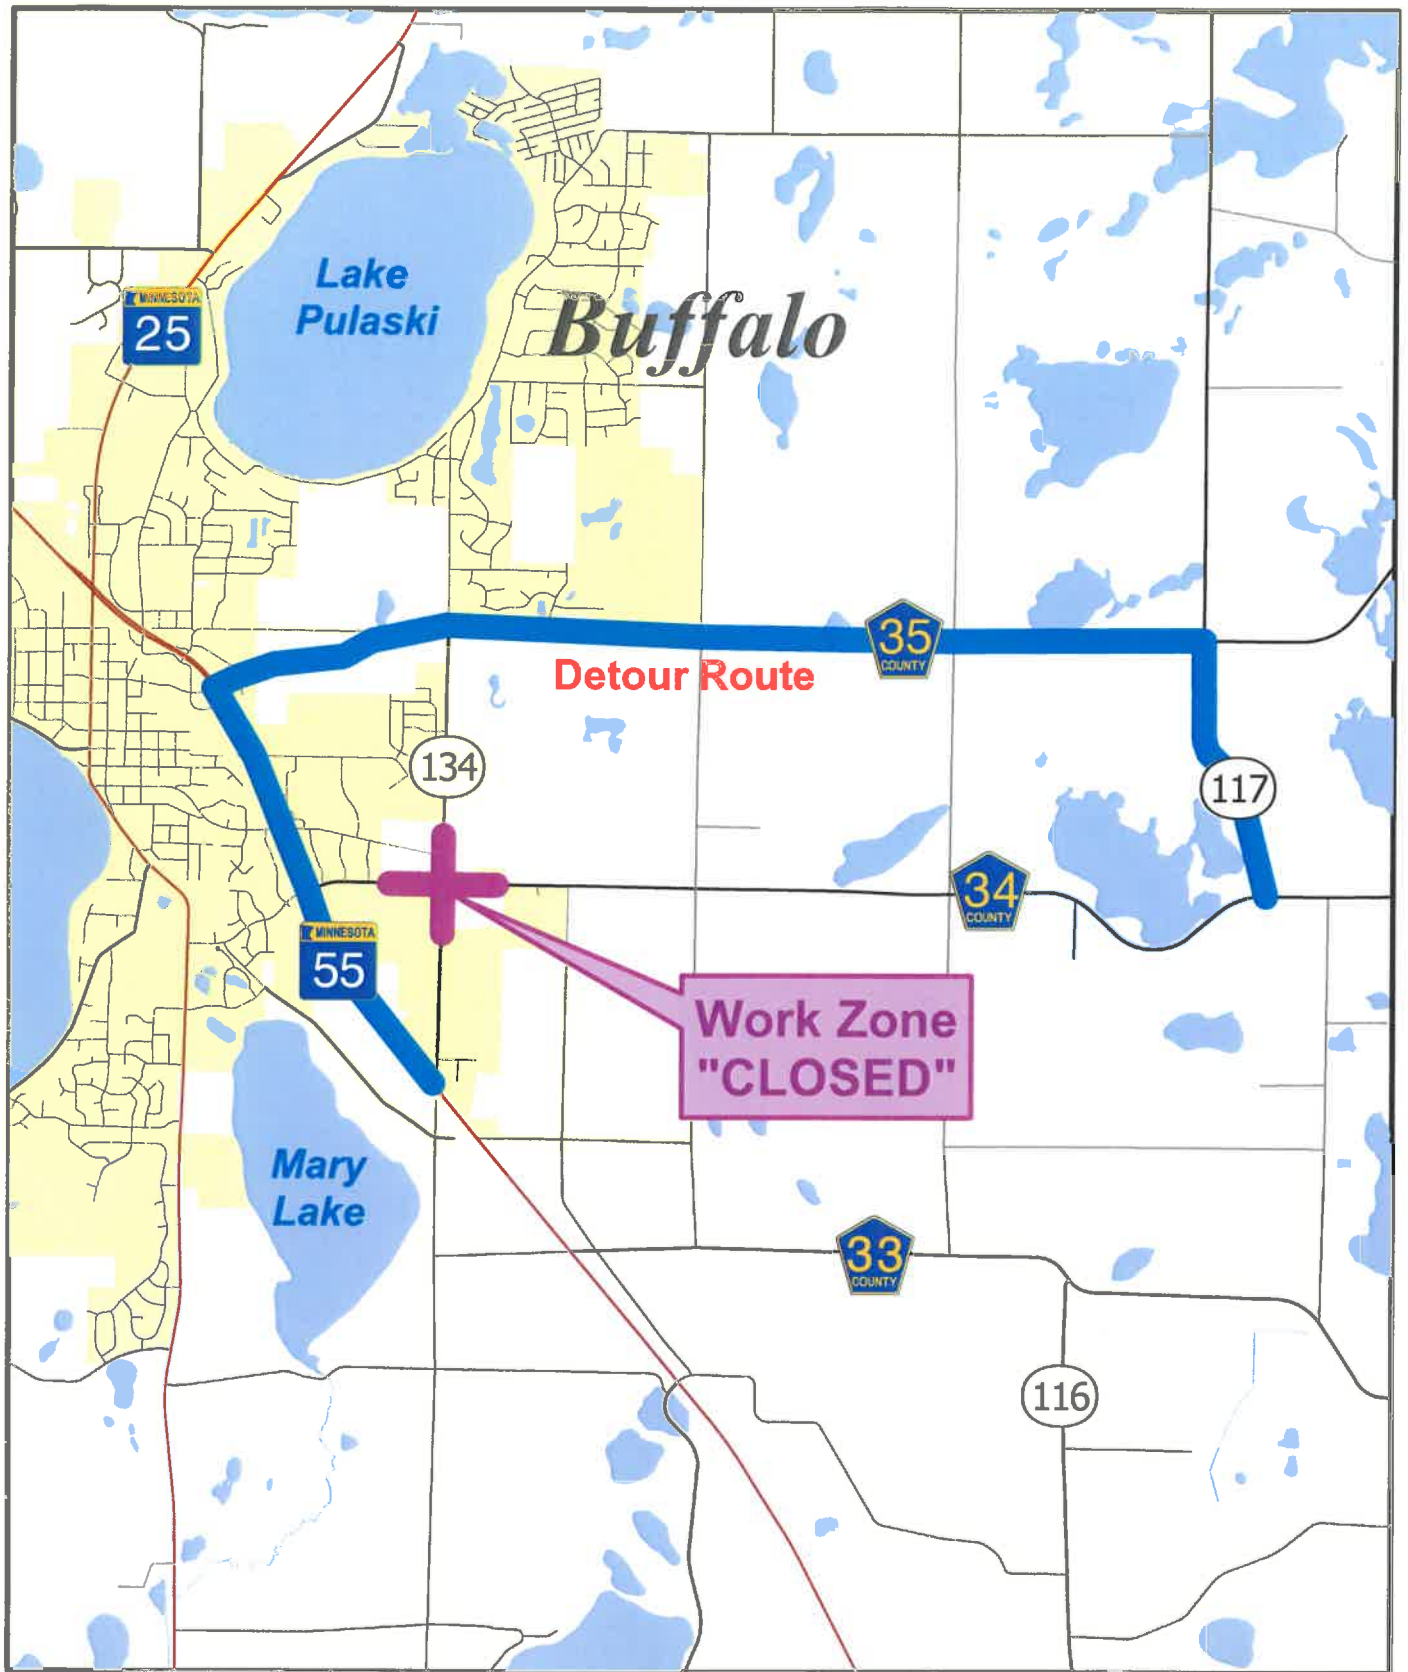 Lake
Pulaski
MINNESOTA
25
Buffalo
35
COUNTY
Detour Route
134
117
34
COUNTY
MINNESOTA
55
Work Zone
"CLOSED"
Mary
Lake
33
COUNTY
116